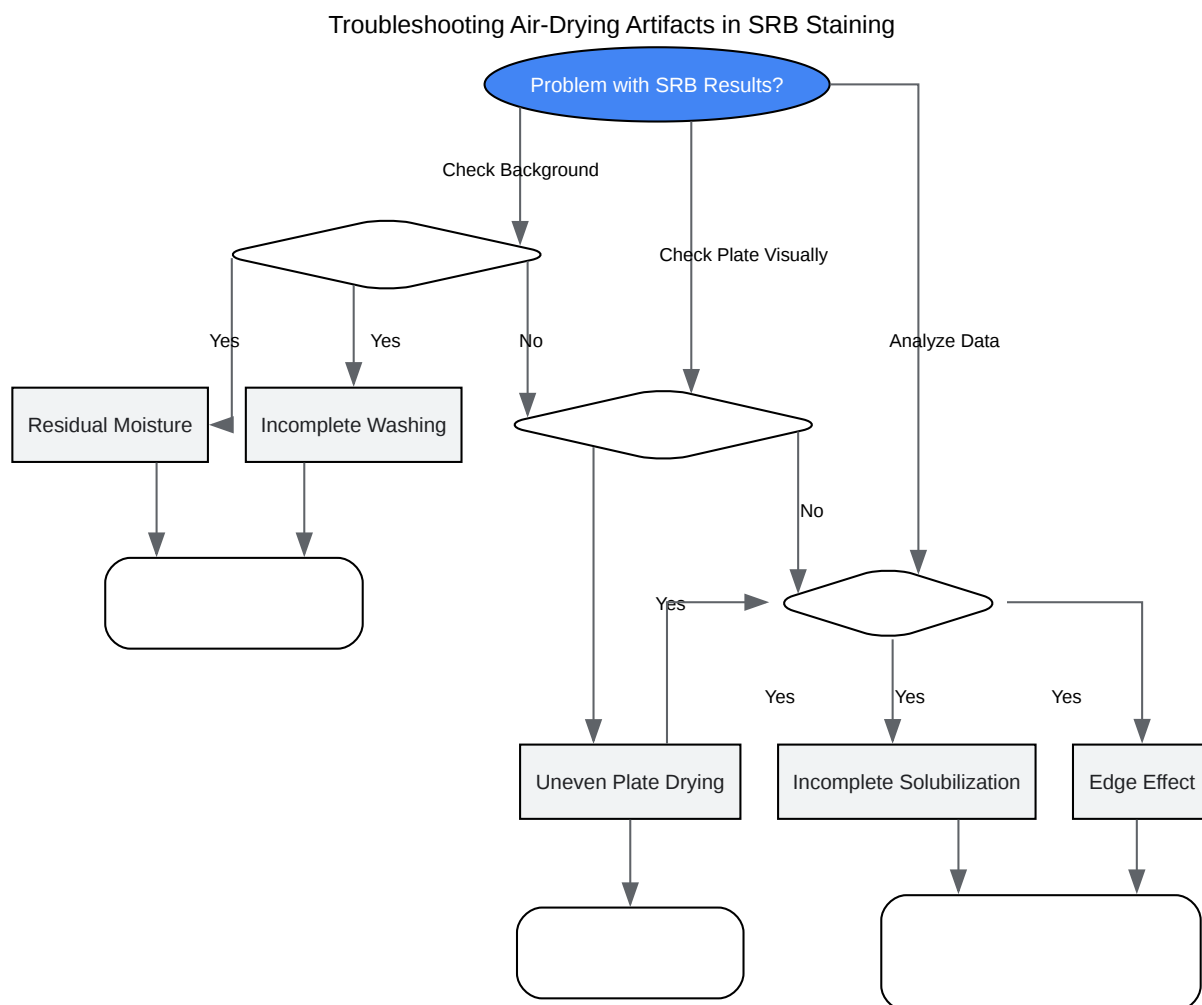 Troubleshooting Air-Drying Artifacts in SRB Staining
Problem with SRB Results?
Check Background
Check Plate Visually
Yes
Yes
No
Analyze Data
Residual Moisture
Incomplete Washing
No
Yes
Yes
Yes
Yes
Uneven Plate Drying
Incomplete Solubilization
Edge Effect